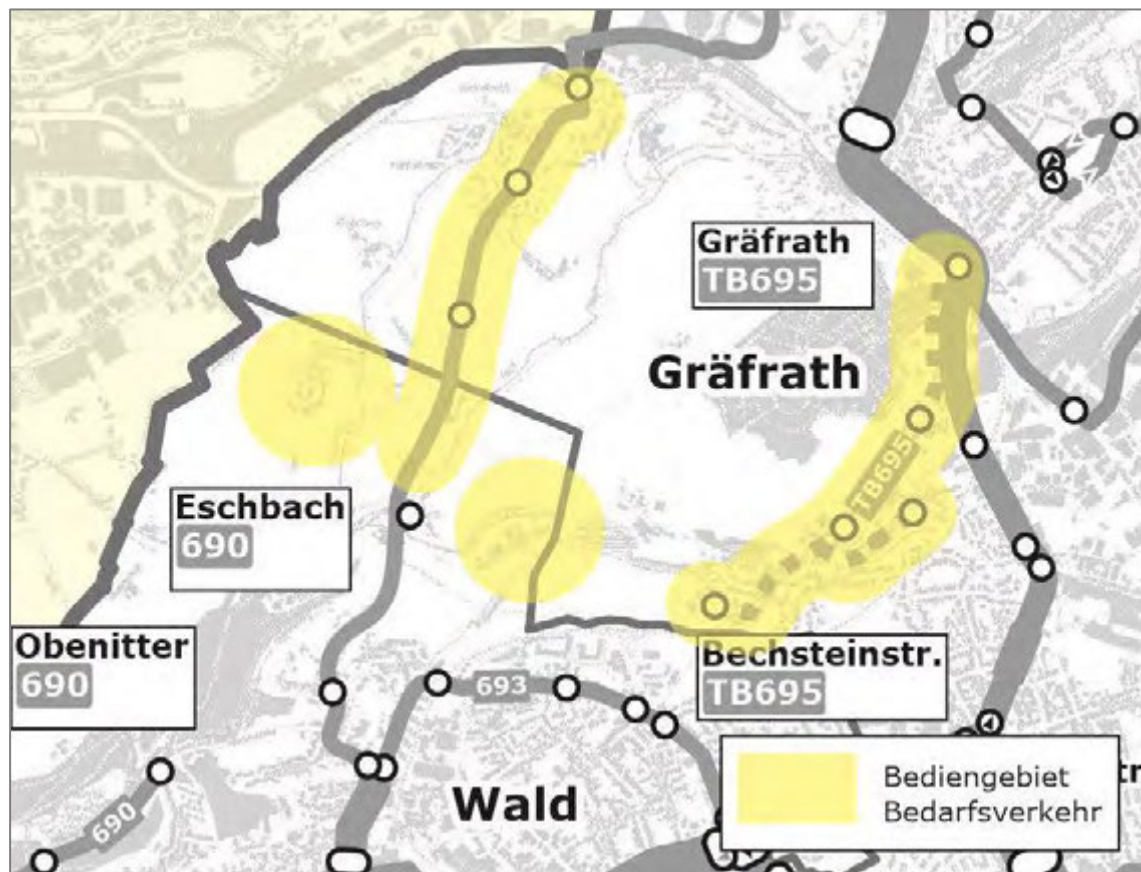 Gräfrath
TB695
Gräfrath
TB695
Eschbach
690
Obenitter
690
Bechsteinstr.
TB695
693
Wald
690
Bediengebiet
Bedarfsverkehr